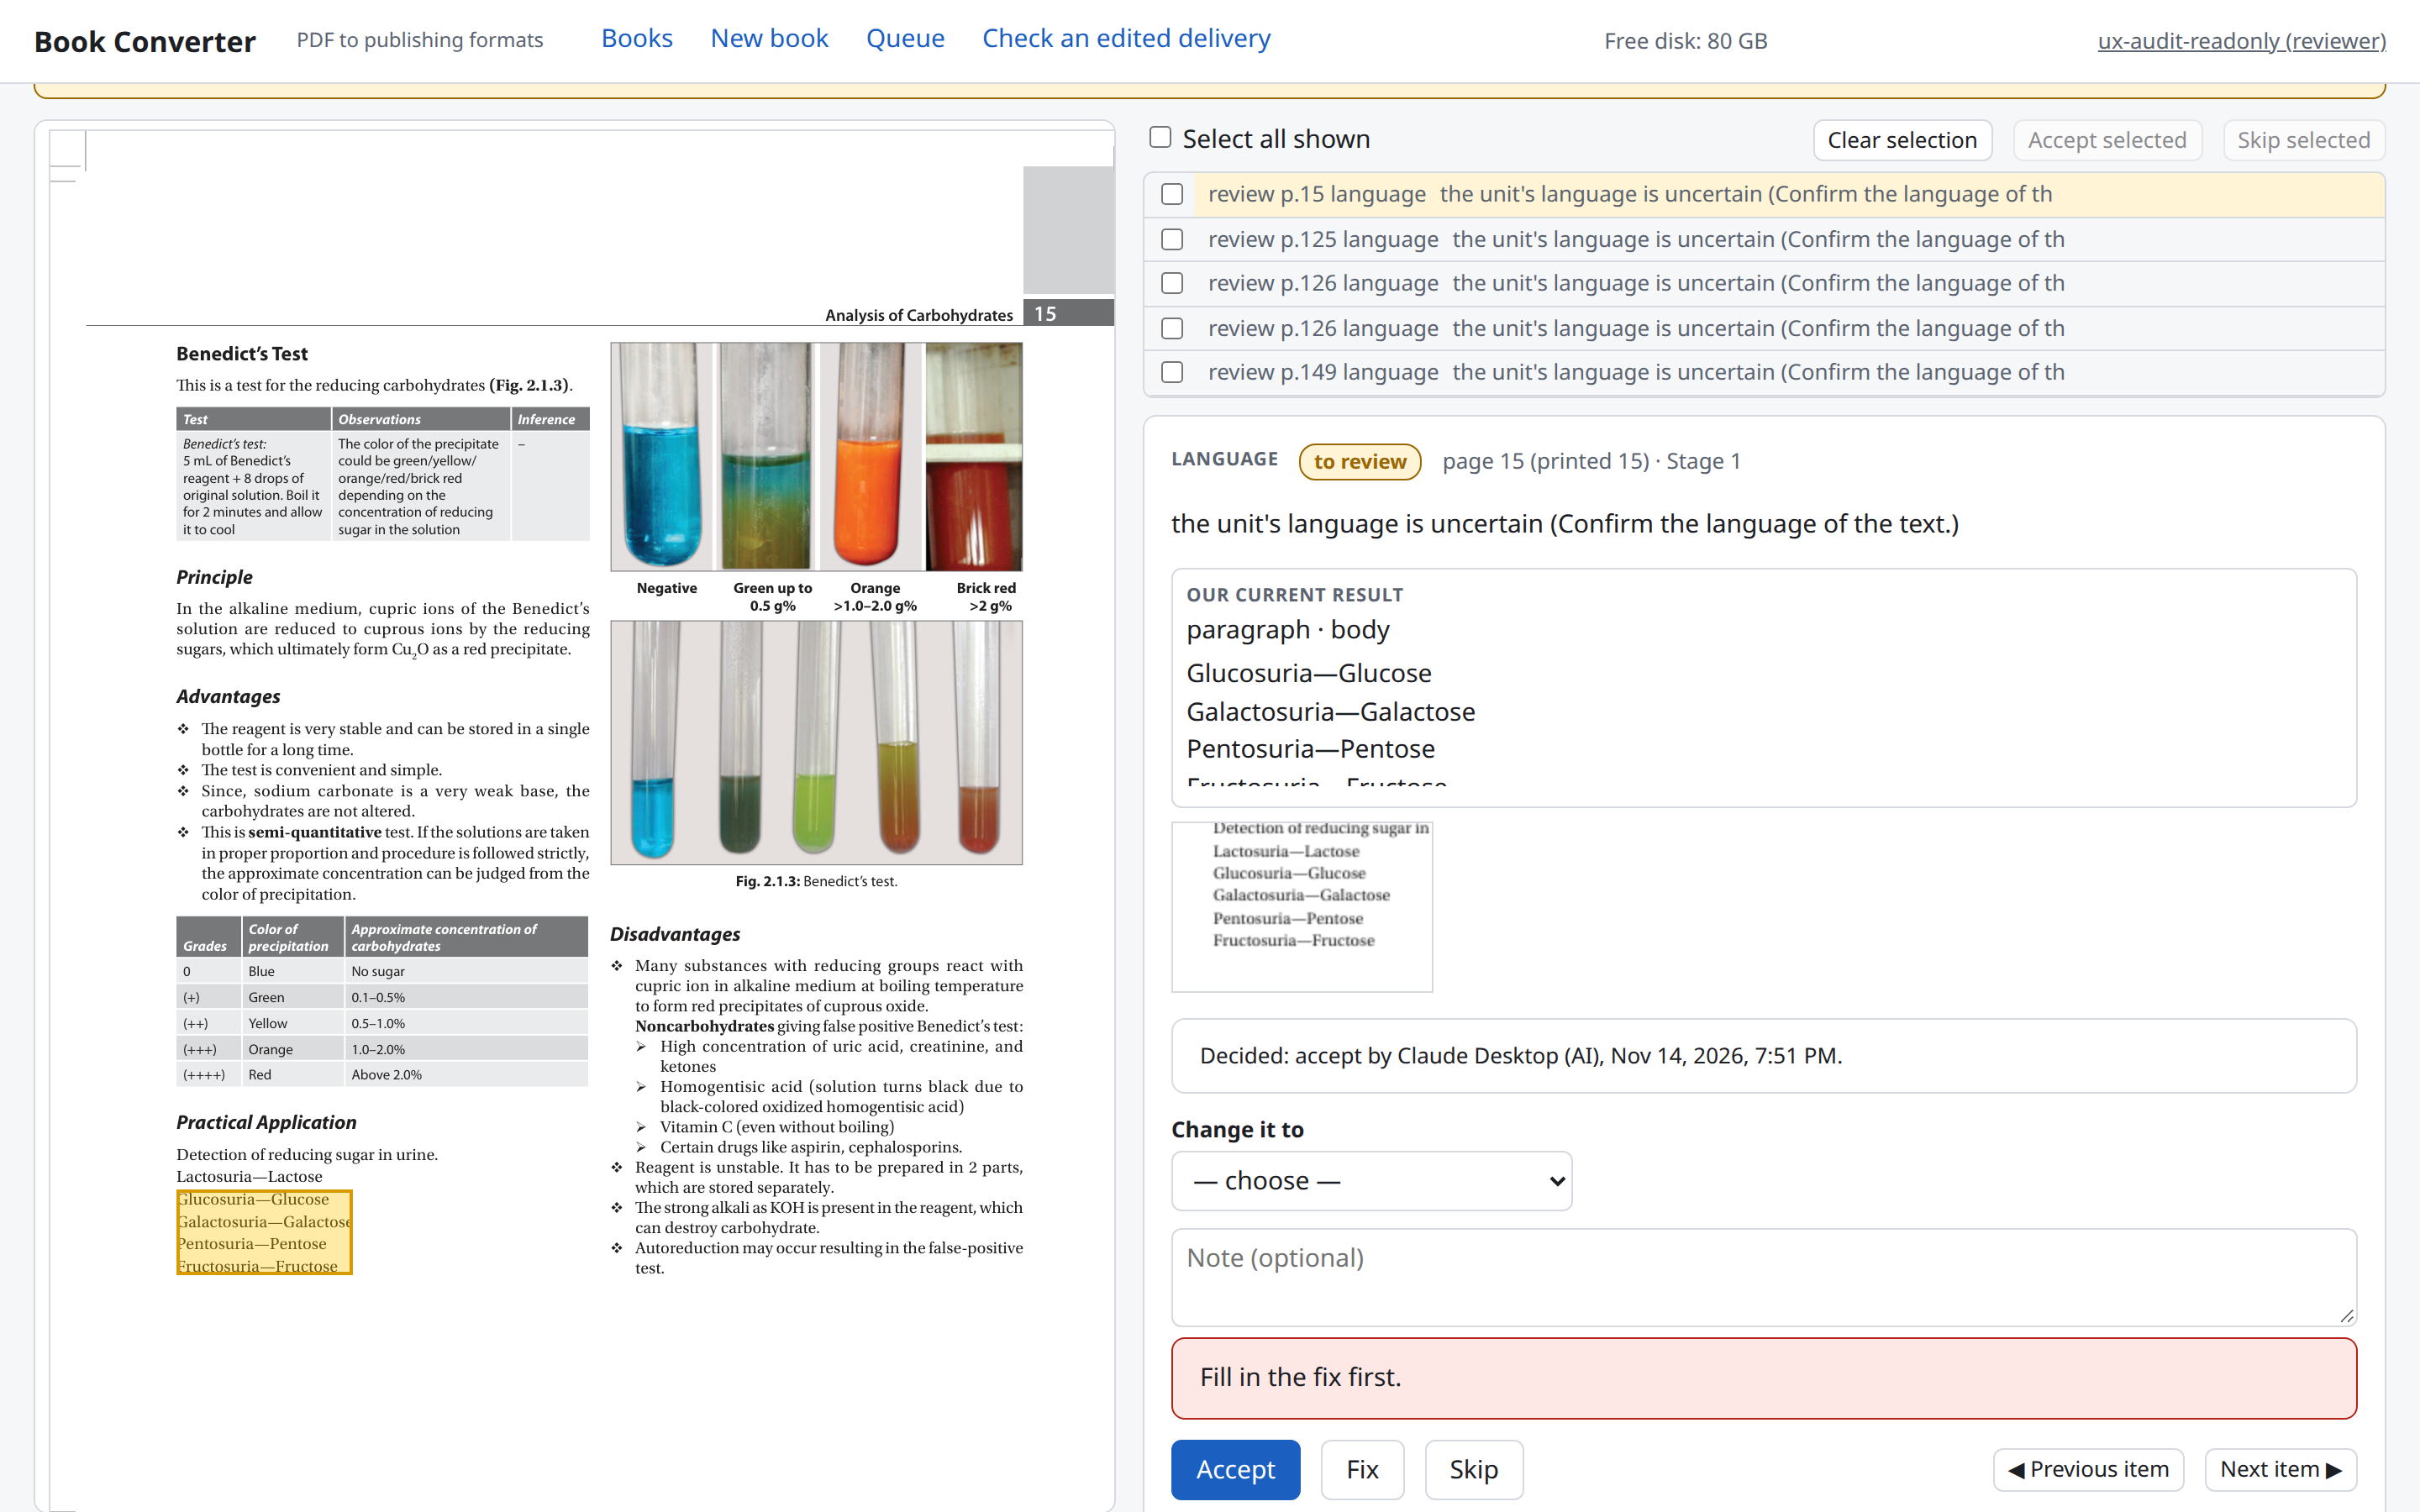 Book Converter
PDF to publishing formats
Books
New book
Queue
Check an edited delivery
Free disk: 80 GB
ux-audit-readonly (reviewer)
Analysis of Carbohydrates 15
Benedict's Test
This is a test for the reducing carbohydrates (Fig. 2.1.3).
Test Observations Inference
Benedict's test:
5 mL of Benedict's
reagent + 8 drops of
original solution. Boil it
for 2 minutes and allow
it to cool
The color of the precipitate
could be green/yellow/
orange/red/brick red
depending on the
concentration of reducing
sugar in the solution
–
Principle
In the alkaline medium, cupric ions of the Benedict's
solution are reduced to cuprous ions by the reducing
sugars, which ultimately form Cu₂O as a red precipitate.
Advantages
❖ The reagent is very stable and can be stored in a single
bottle for a long time.
❖ The test is convenient and simple.
❖ Since, sodium carbonate is a very weak base, the
carbohydrates are not altered.
❖ This is semi-quantitative test. If the solutions are taken
in proper proportion and procedure is followed strictly,
the approximate concentration can be judged from the
color of precipitation.
Grades
Color of
precipitation
Approximate concentration of
carbohydrates
0 Blue No sugar
(+) Green 0.1–0.5%
(++) Yellow 0.5–1.0%
(+++) Orange 1.0–2.0%
(++++) Red Above 2.0%
Practical Application
Detection of reducing sugar in urine.
Lactosuria—Lactose
Glucosuria—Glucose
Galactosuria—Galactose
Pentosuria—Pentose
Fructosuria—Fructose
Negative
Green up to
0.5 g%
Orange
>1.0–2.0 g%
Brick red
>2 g%
Fig. 2.1.3: Benedict's test.
Disadvantages
❖ Many substances with reducing groups react with
cupric ion in alkaline medium at boiling temperature
to form red precipitates of cuprous oxide.
Noncarbohydrates giving false positive Benedict's test:
➢ High concentration of uric acid, creatinine, and
ketones
➢ Homogentisic acid (solution turns black due to
black-colored oxidized homogentisic acid)
➢ Vitamin C (even without boiling)
➢ Certain drugs like aspirin, cephalosporins.
❖ Reagent is unstable. It has to be prepared in 2 parts,
which are stored separately.
❖ The strong alkali as KOH is present in the reagent, which
can destroy carbohydrate.
❖ Autoreduction may occur resulting in the false-positive
test.
Select all shown
Clear selection
Accept selected
Skip selected
review p.15 language the unit's language is uncertain (Confirm the language of th
review p.125 language the unit's language is uncertain (Confirm the language of th
review p.126 language the unit's language is uncertain (Confirm the language of th
review p.126 language the unit's language is uncertain (Confirm the language of th
review p.149 language the unit's language is uncertain (Confirm the language of th
LANGUAGE to review page 15 (printed 15) · Stage 1
the unit's language is uncertain (Confirm the language of the text.)
OUR CURRENT RESULT
paragraph · body
Glucosuria—Glucose
Galactosuria—Galactose
Pentosuria—Pentose
Fructosuria—Fructose
Detection of reducing sugar in
Lactosuria—Lactose
Glucosuria—Glucose
Galactosuria—Galactose
Pentosuria—Pentose
Fructosuria—Fructose
Decided: accept by Claude Desktop (AI), Nov 14, 2026, 7:51 PM.
Change it to
— choose —
Note (optional)
Fill in the fix first.
Accept
Fix
Skip
◀ Previous item
Next item ▶